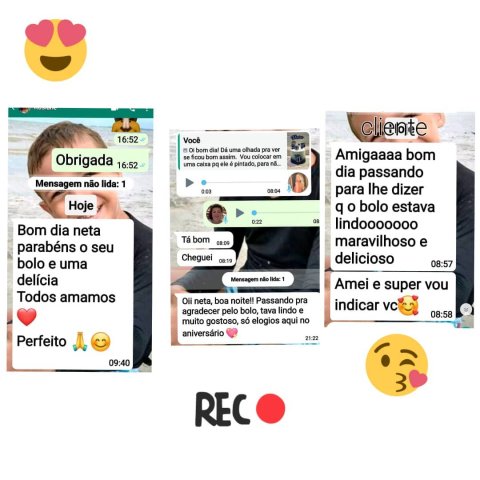 16:52
Obrigada
16:52
Mensagem não lida: 1
Hoje
Bom dia neta
parabéns o seu
bolo e uma
delícia
Todos amamos
❤️
Perfeito 🙏😊
09:40
Você
Oi bom dia! Dá uma olhada pra ver
se ficou bom assim. Vou colocar em
uma caixa pq ele é pintado, para nã...
0:03
08:04
0:22
08
Tá bom 08:09
Cheguei 08:19
Mensagem não lida: 1
Oii neta, boa noite!! Passando pra
agradecer pelo bolo, tava lindo e
muito gostoso, só elogios aqui no
aniversário 💖
21:22
cliente
Amigaaaa bom
dia passando
para lhe dizer
q o bolo estava
lindooooooo
maravilhoso e
delicioso
08:57
Amei e super vou
indicar vc🥰
08:58
REC